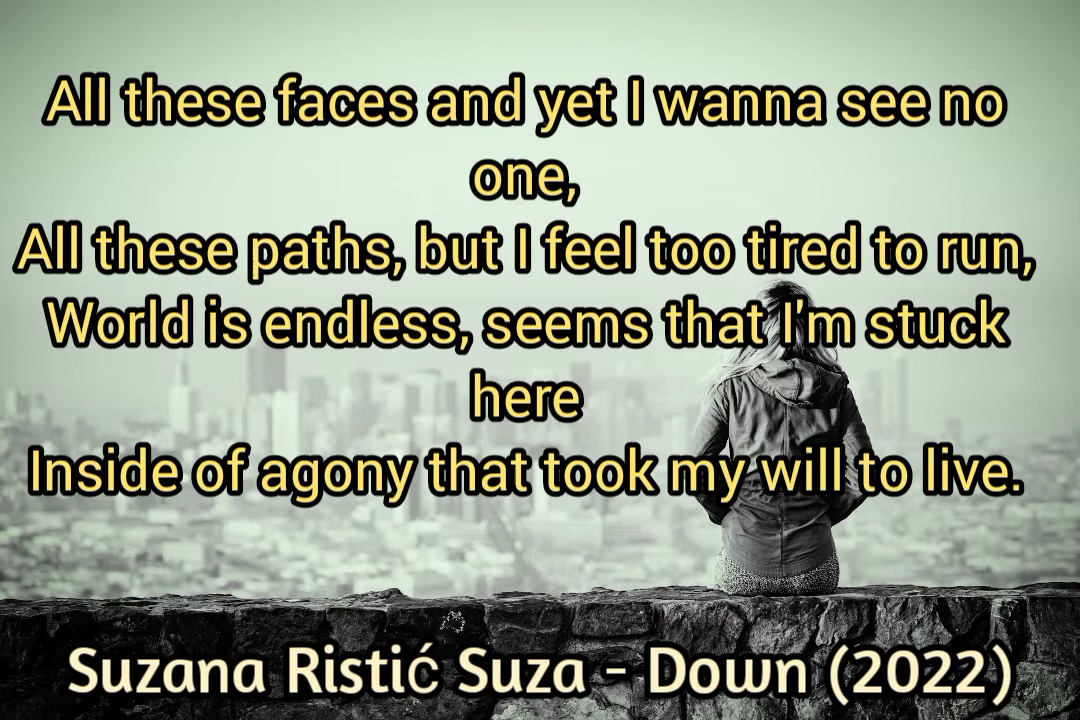 All these faces and yet I wanna see no
one,
All these paths, but I feel too tired to run,
World is endless, seems that I'm stuck
here
Inside of agony that took my will to live.
Suzana Ristić Suza - Down (2022)